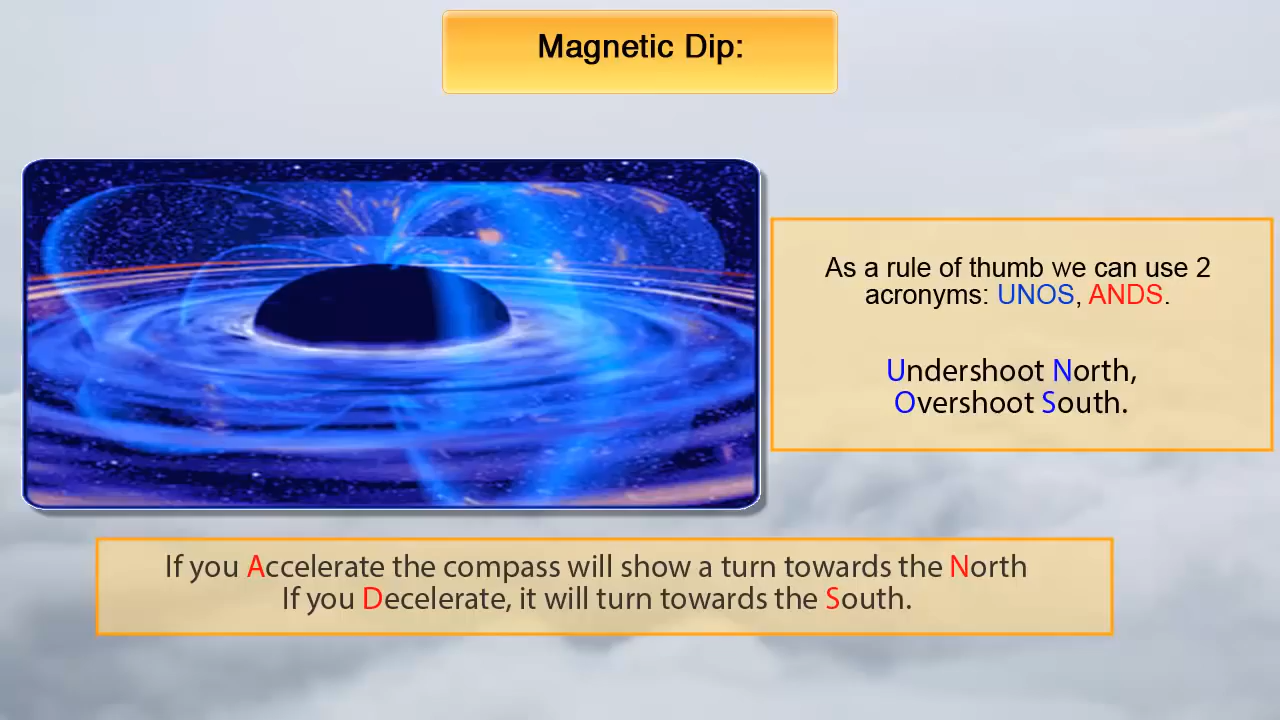 Magnetic Dip:
As a rule of thumb we can use 2
acronyms: UNOS, ANDS.
Undershoot North,
Overshoot South.
If you Accelerate the compass will show a turn towards the North
If you Decelerate, it will turn towards the South.